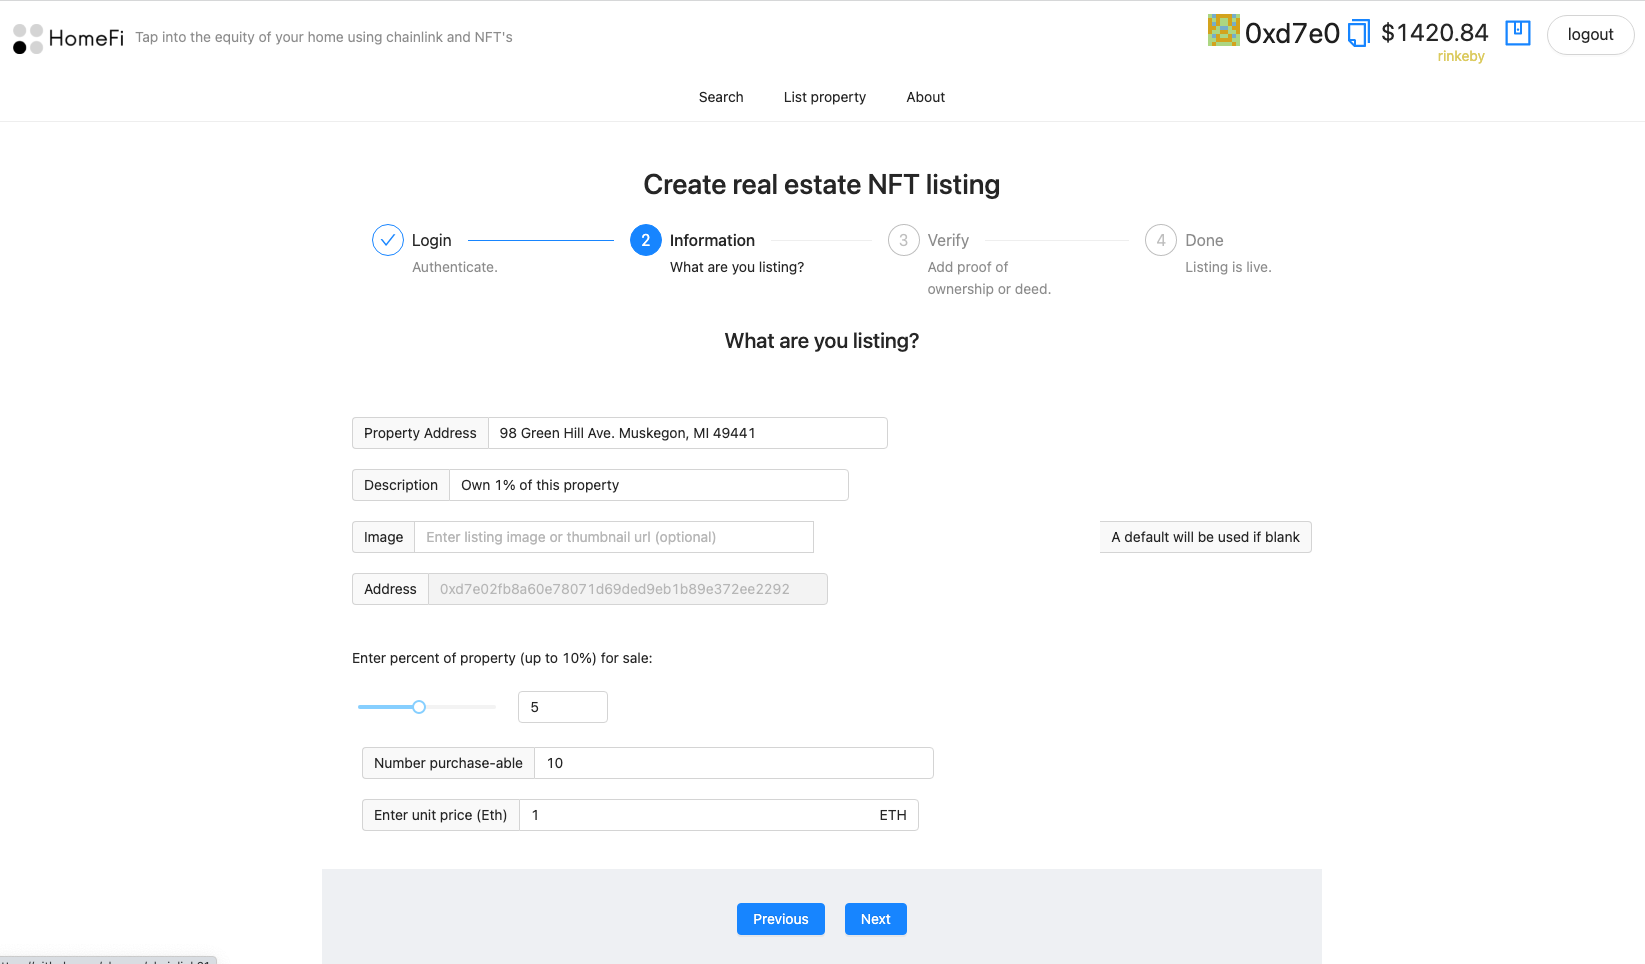 HomeFi
Tap into the equity of your home using chainlink and NFT's
0xd7e0
$1420.84
rinkeby
logout
Search
List property
About
Create real estate NFT listing
Login
Authenticate.
2
Information
What are you listing?
3
Verify
Add proof of
ownership or deed.
4
Done
Listing is live.
What are you listing?
Property Address
98 Green Hill Ave. Muskegon, MI 49441
Description
Own 1% of this property
Image
Enter listing image or thumbnail url (optional)
A default will be used if blank
Address
0xd7e02fb8a60e78071d69ded9eb1b89e372ee2292
Enter percent of property (up to 10%) for sale:
5
Number purchase-able
10
Enter unit price (Eth)
1
ETH
Previous
Next